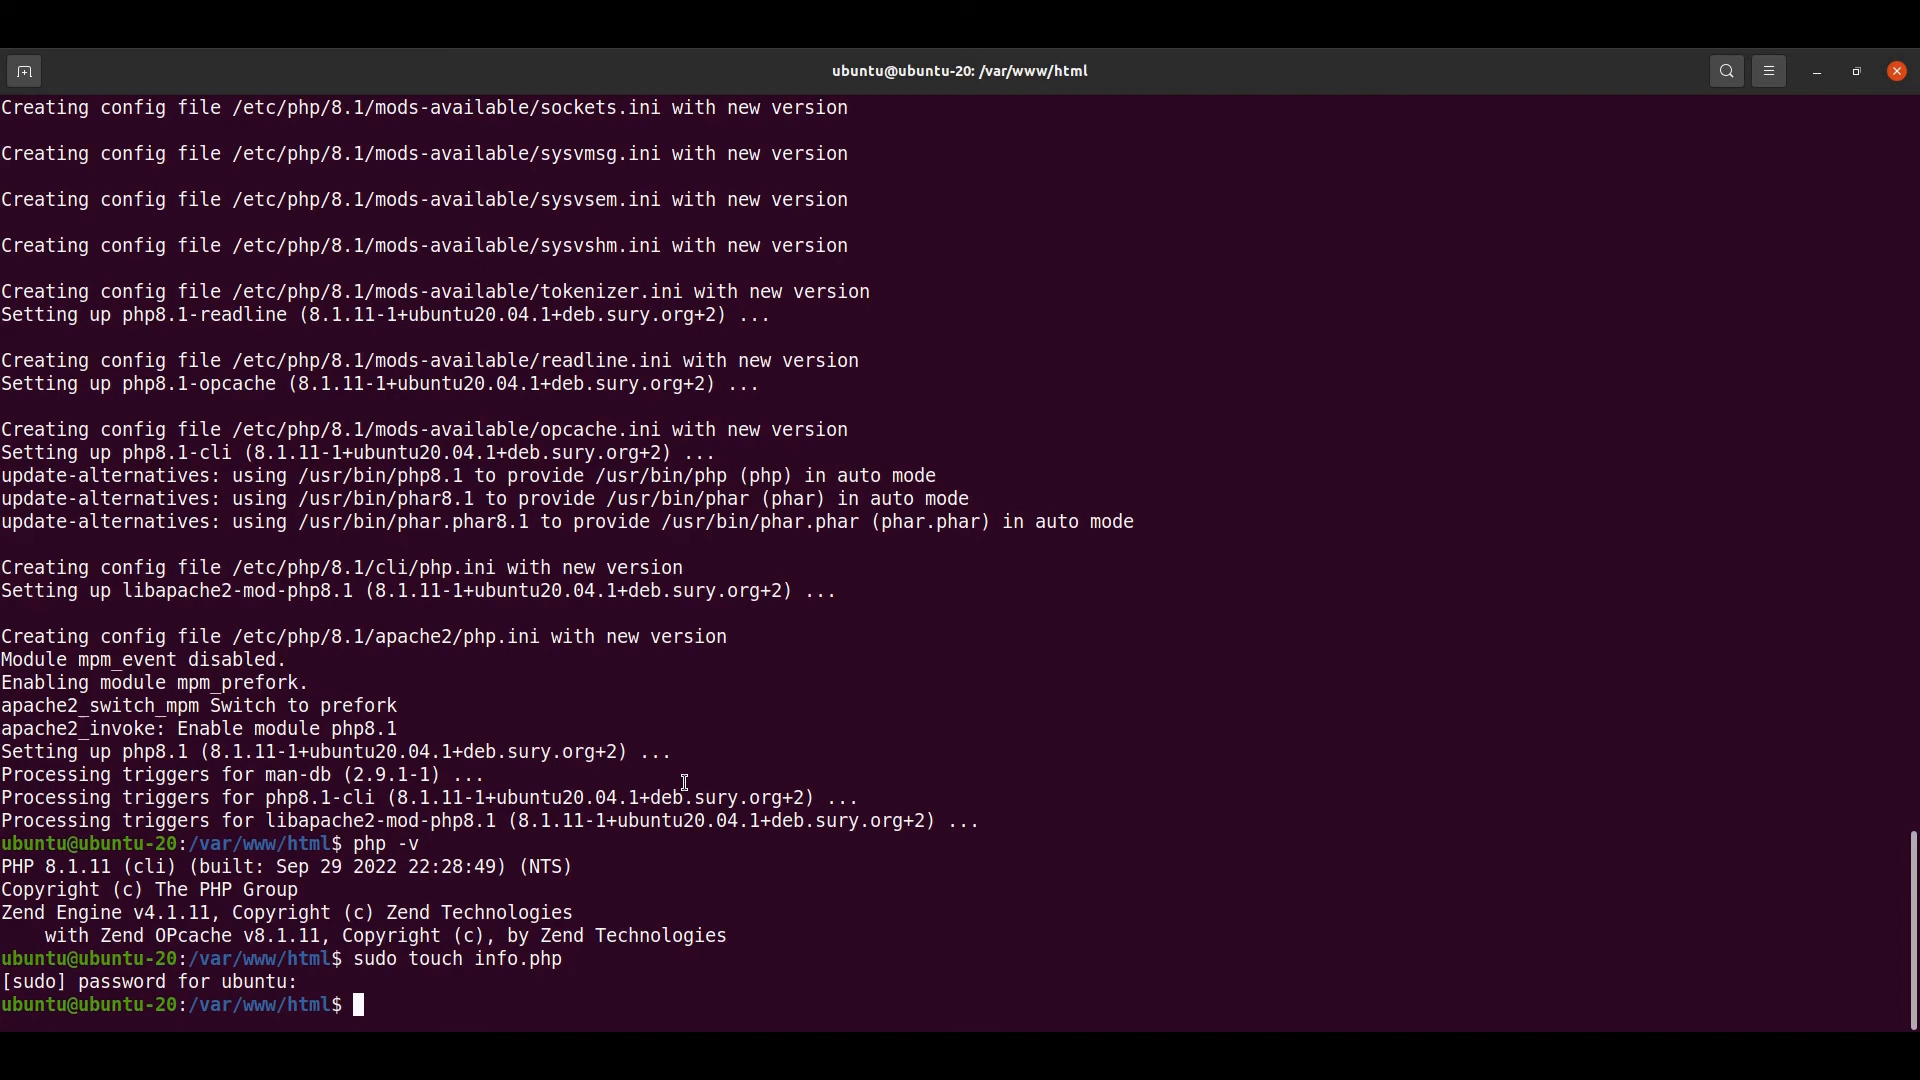 ubuntu@ubuntu-20: /var/www/html
Creating config file /etc/php/8.1/mods-available/sockets.ini with new version
Creating config file /etc/php/8.1/mods-available/sysvmsg.ini with new version
Creating config file /etc/php/8.1/mods-available/sysvsem.ini with new version
Creating config file /etc/php/8.1/mods-available/sysvshm.ini with new version
Creating config file /etc/php/8.1/mods-available/tokenizer.ini with new version
Setting up php8.1-readline (8.1.11-1+ubuntu20.04.1+deb.sury.org+2) ...
Creating config file /etc/php/8.1/mods-available/readline.ini with new version
Setting up php8.1-opcache (8.1.11-1+ubuntu20.04.1+deb.sury.org+2) ...
Creating config file /etc/php/8.1/mods-available/opcache.ini with new version
Setting up php8.1-cli (8.1.11-1+ubuntu20.04.1+deb.sury.org+2) ...
update-alternatives: using /usr/bin/php8.1 to provide /usr/bin/php (php) in auto mode
update-alternatives: using /usr/bin/phar8.1 to provide /usr/bin/phar (phar) in auto mode
update-alternatives: using /usr/bin/phar.phar8.1 to provide /usr/bin/phar.phar (phar.phar) in auto mode
Creating config file /etc/php/8.1/cli/php.ini with new version
Setting up libapache2-mod-php8.1 (8.1.11-1+ubuntu20.04.1+deb.sury.org+2) ...
Creating config file /etc/php/8.1/apache2/php.ini with new version
Module mpm_event disabled.
Enabling module mpm_prefork.
apache2_switch_mpm Switch to prefork
apache2_invoke: Enable module php8.1
Setting up php8.1 (8.1.11-1+ubuntu20.04.1+deb.sury.org+2) ...
Processing triggers for man-db (2.9.1-1) ...
Processing triggers for php8.1-cli (8.1.11-1+ubuntu20.04.1+deb.sury.org+2) ...
Processing triggers for libapache2-mod-php8.1 (8.1.11-1+ubuntu20.04.1+deb.sury.org+2) ...
ubuntu@ubuntu-20:/var/www/html$ php -v
PHP 8.1.11 (cli) (built: Sep 29 2022 22:28:49) (NTS)
Copyright (c) The PHP Group
Zend Engine v4.1.11, Copyright (c) Zend Technologies
with Zend OPcache v8.1.11, Copyright (c), by Zend Technologies
ubuntu@ubuntu-20:/var/www/html$ sudo touch info.php
[sudo] password for ubuntu:
ubuntu@ubuntu-20:/var/www/html$